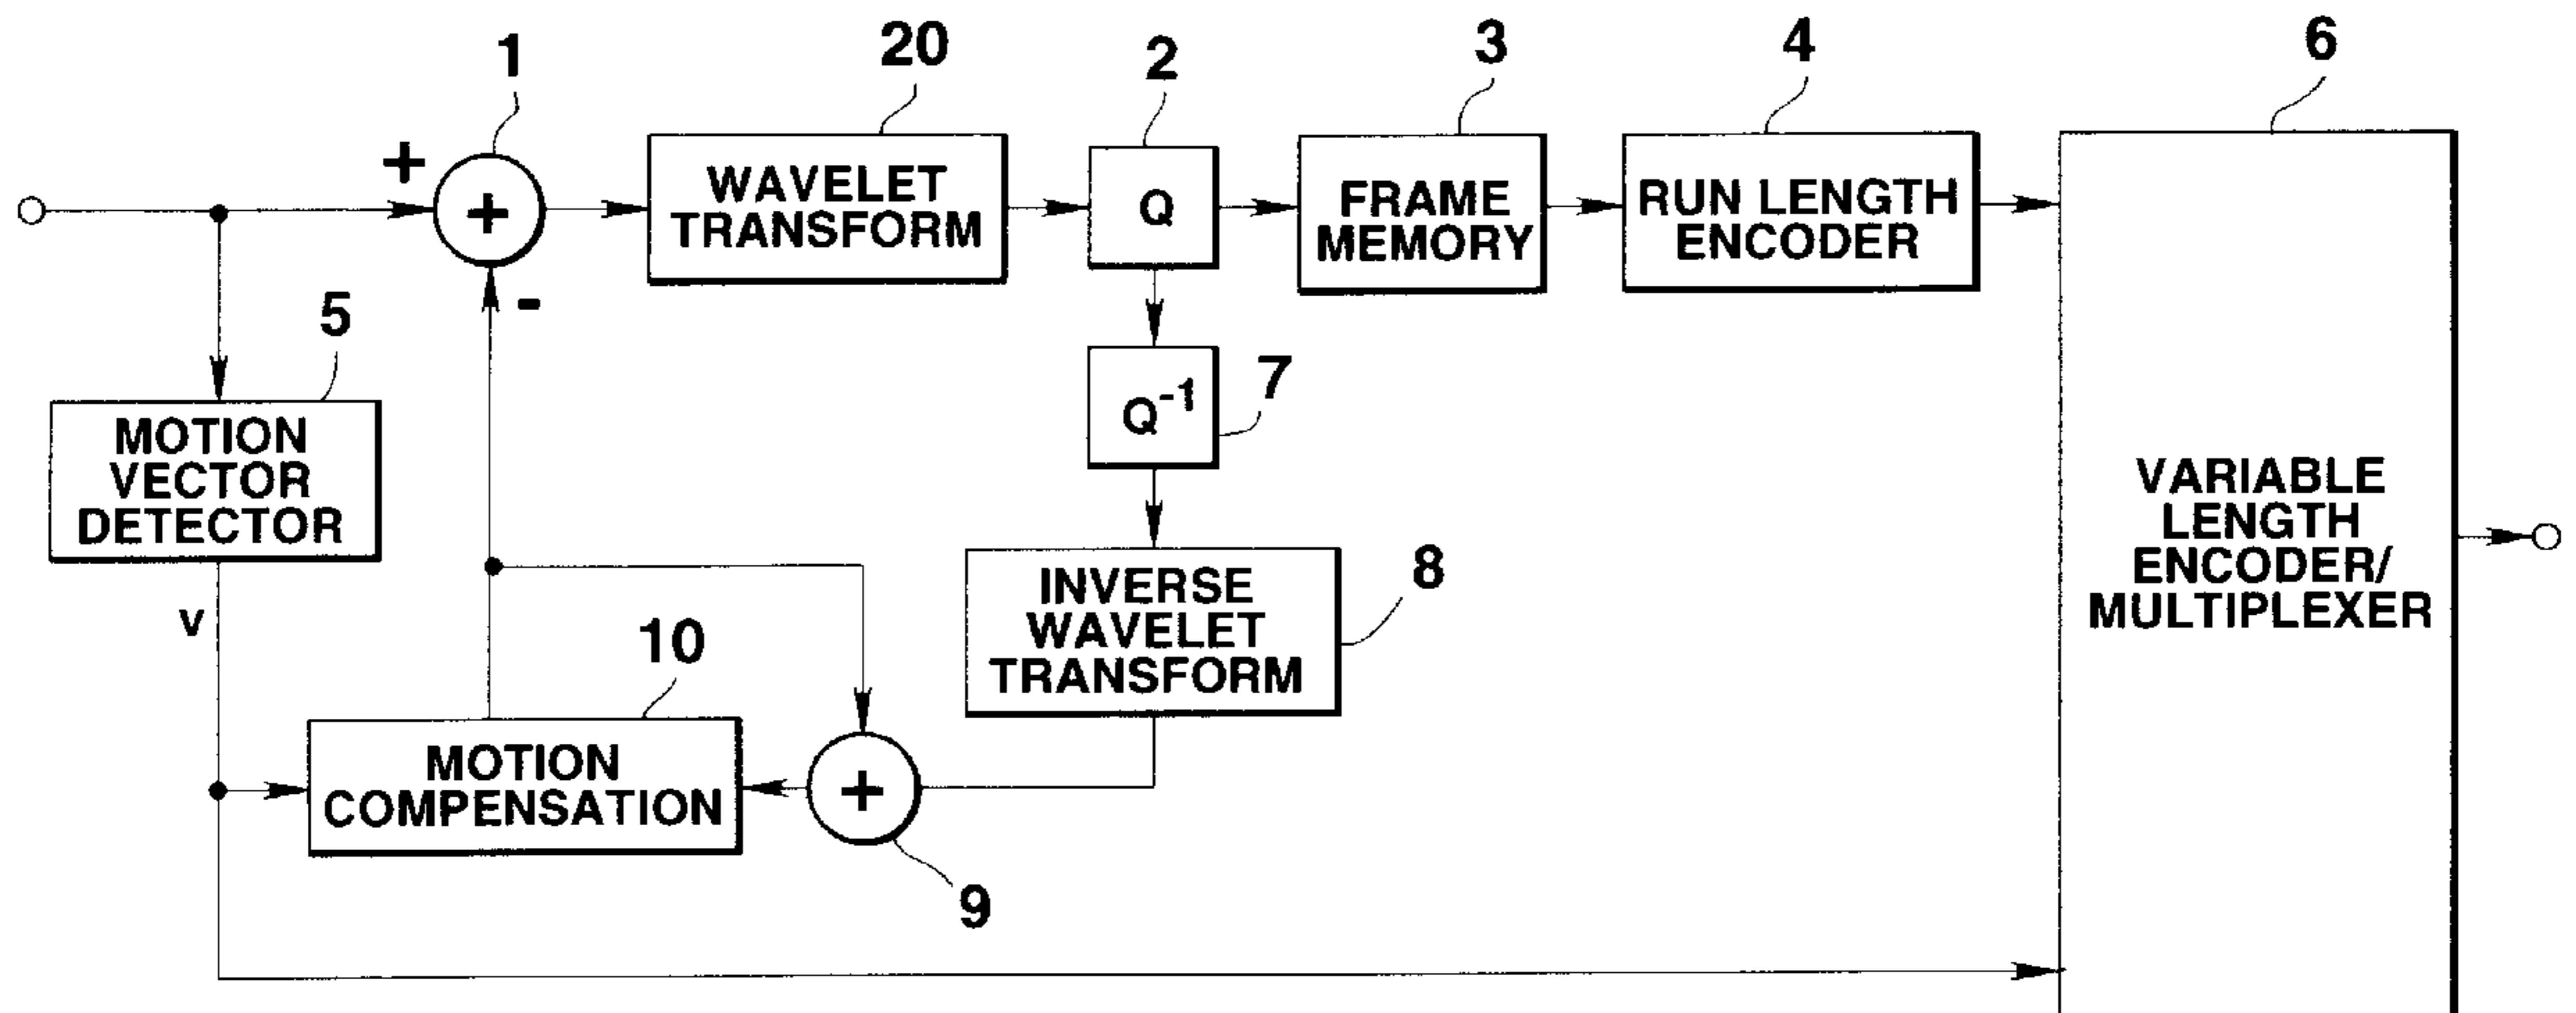 1
20
2
3
4
6
+
+
WAVELET
TRANSFORM
Q
FRAME
MEMORY
RUN LENGTH
ENCODER
-
5
MOTION
VECTOR
DETECTOR
Q-1
7
VARIABLE
LENGTH
ENCODER/
MULTIPLEXER
INVERSE
WAVELET
TRANSFORM
8
v
10
MOTION
COMPENSATION
+
9